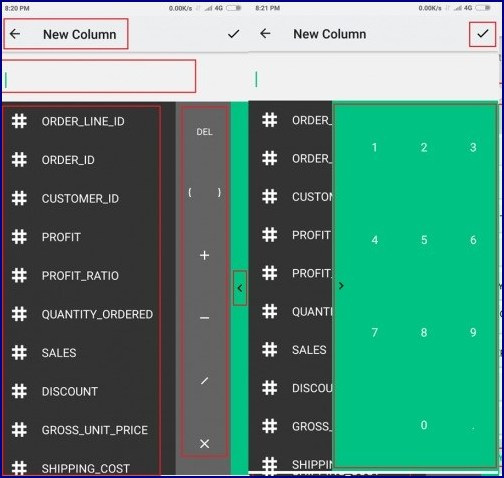 8:20 PM 0.00K/s 4G
New Column
ORDER_LINE_ID
ORDER_ID
CUSTOMER_ID
PROFIT
PROFIT_RATIO
QUANTITY_ORDERED
SALES
DISCOUNT
GROSS_UNIT_PRICE
SHIPPING_COST
DEL
{ }
+
−
/
×
<
8:21 PM 0.00K/s 4G
New Column
ORDER_
ORDER_
CUSTOM
PROFIT
PROFIT_
QUANTI
SALES
DISCOU
GROSS_
SHIPPIN
>
1 2 3
4 5 6
7 8 9
0 .